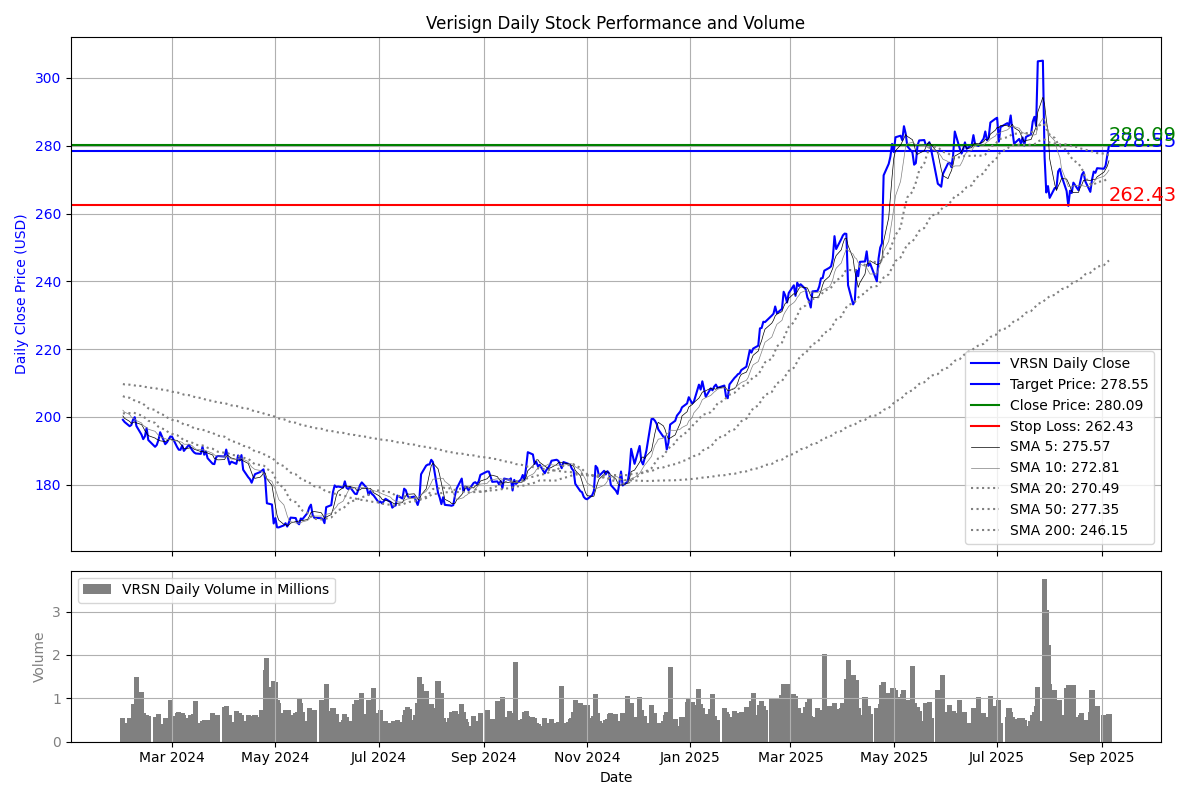 Verisign Daily Stock Performance and Volume
Daily Close Price (USD)
300
280
260
240
220
200
180
280.09
278.55
262.43
VRSN Daily Close
Target Price: 278.55
Close Price: 280.09
Stop Loss: 262.43
SMA 5: 275.57
SMA 10: 272.81
SMA 20: 270.49
SMA 50: 277.35
SMA 200: 246.15
VRSN Daily Volume in Millions
Volume
3
2
1
0
Mar 2024 May 2024 Jul 2024 Sep 2024 Nov 2024 Jan 2025 Mar 2025 May 2025 Jul 2025 Sep 2025
Date